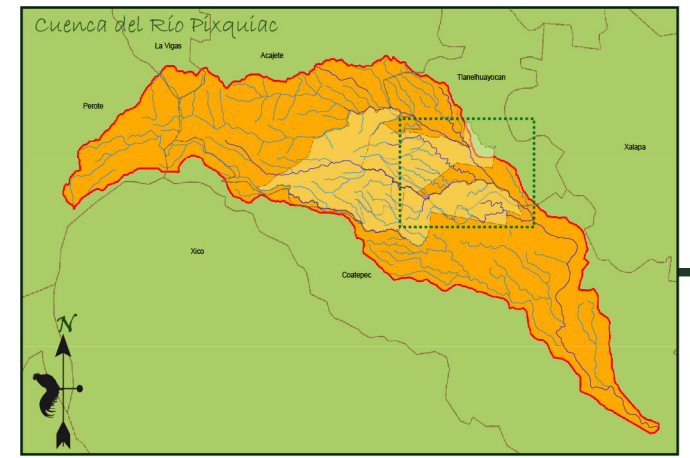 Cuenca del Río Pixquiac
La Vigas
Acajete
Tlanelhuayocan
Perote
Xalapa
Xico
Coatepec
N